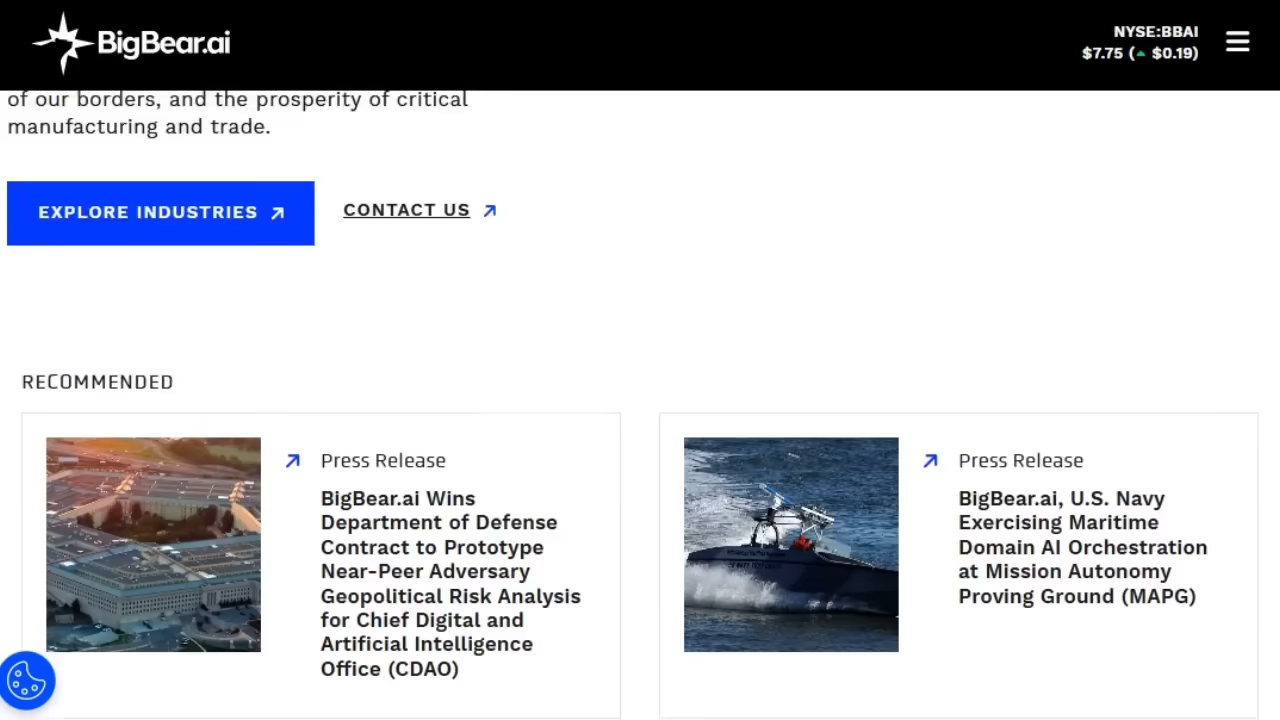 BigBear.ai
NYSE:BBAI
$7.75 (▲ $0.19)
of our borders, and the prosperity of critical
manufacturing and trade.
EXPLORE INDUSTRIES
CONTACT US
RECOMMENDED
Press Release
BigBear.ai Wins
Department of Defense
Contract to Prototype
Near-Peer Adversary
Geopolitical Risk Analysis
for Chief Digital and
Artificial Intelligence
Office (CDAO)
Press Release
BigBear.ai, U.S. Navy
Exercising Maritime
Domain AI Orchestration
at Mission Autonomy
Proving Ground (MAPG)